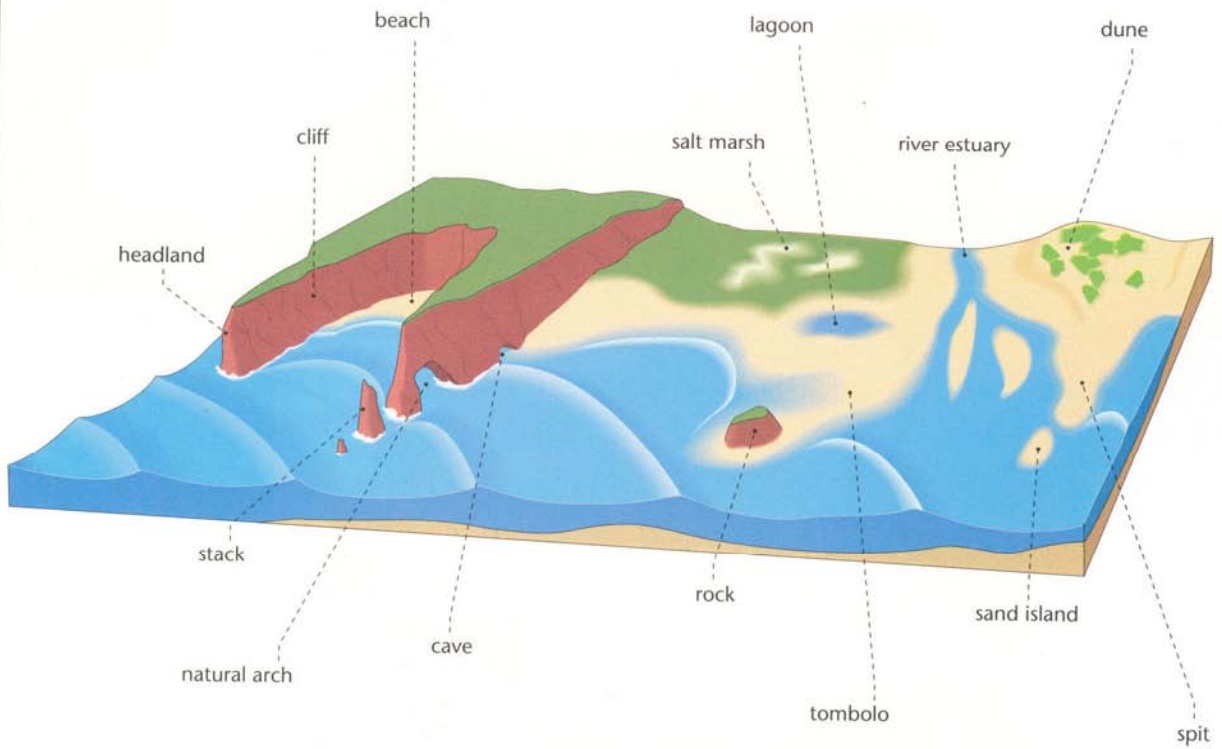 beach
lagoon
dune
cliff
salt marsh
river estuary
headland
stack
rock
sand island
cave
natural arch
tombolo
spit